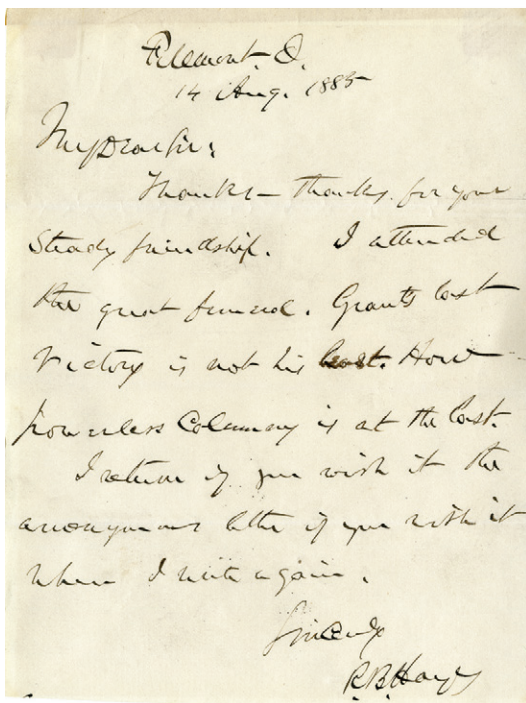 Fremont. O.
14 Aug. 1885
My Dear Sir:
Thanks – thanks for your
steady friendship. I attended
the great funeral. Grants last
Victory is not his least. How
powerless Calumny is at the last.
I return if you wish it the
anonymous letter if you wish it
when I write again.
Sincerely
R.B. Hayes